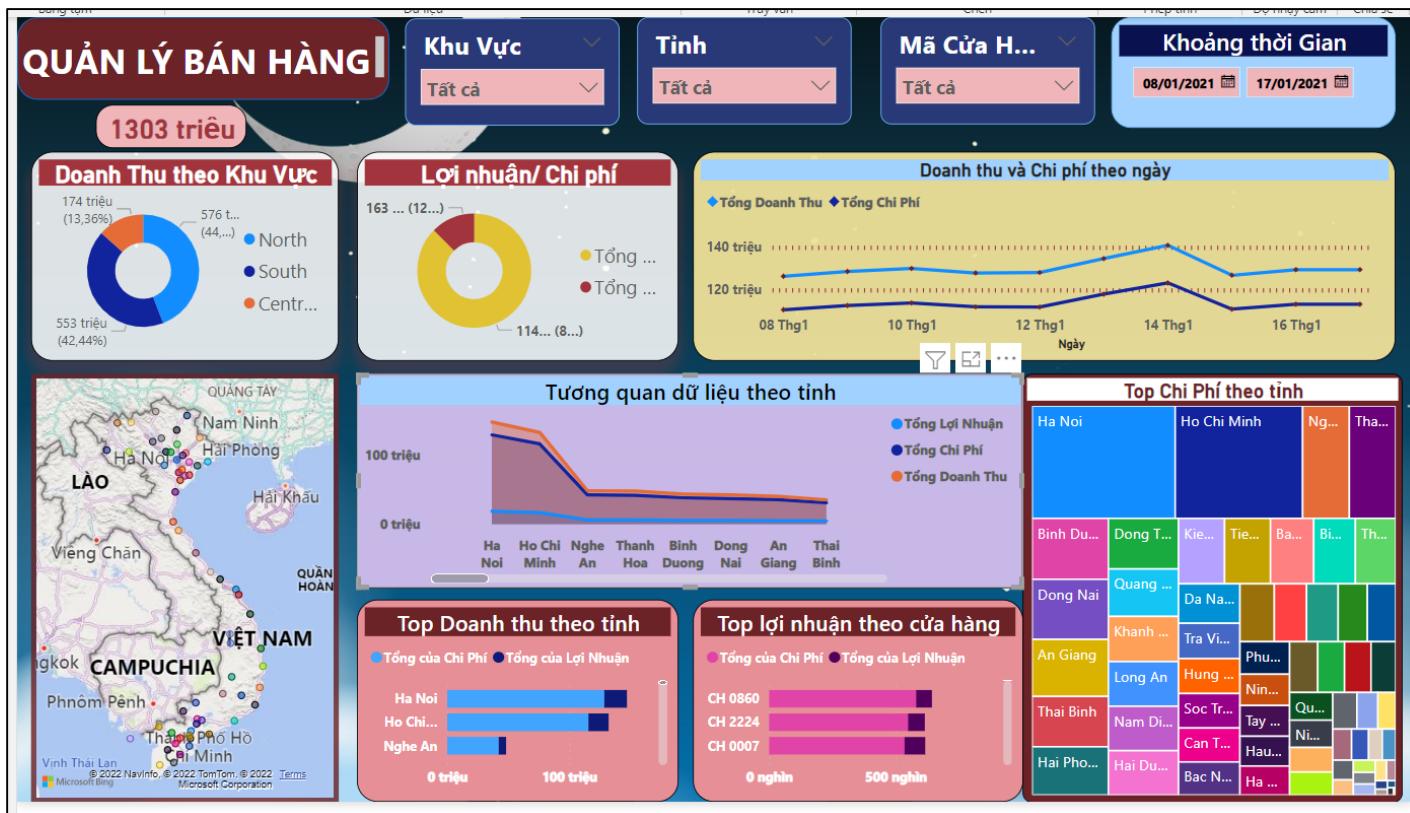 QUẢN LÝ BÁN HÀNG
1303 triệu
Khu Vực
Tất cả
Tỉnh
Tất cả
Mã Cửa H...
Tất cả
Khoảng thời Gian
08/01/2021
17/01/2021
Doanh Thu theo Khu Vực
174 triệu
(13,36%)
576 t...
(44,...)
553 triệu
(42,44%)
North
South
Centr...
Lợi nhuận/ Chi phí
163 ... (12...)
114... (8...)
Tổng ...
Tổng ...
Doanh thu và Chi phí theo ngày
Tổng Doanh Thu
Tổng Chi Phí
140 triệu
120 triệu
08 Thg1
10 Thg1
12 Thg1
14 Thg1
16 Thg1
Ngày
QUẢNG TÂY
Nam Ninh
Hà Nội
Hải Phòng
LÀO
Hải Khẩu
Viêng Chăn
QUẦN
HOÀN
VIỆT NAM
gkok
CAMPUCHIA
Phnôm Pênh
Thành Phố Hồ
Chí Minh
Vịnh Thái Lan
© 2022 NavInfo, © 2022 TomTom, © 2022 Terms
Microsoft Bing
Microsoft Corporation
Tương quan dữ liệu theo tỉnh
Tổng Lợi Nhuận
Tổng Chi Phí
Tổng Doanh Thu
100 triệu
0 triệu
Ha
Noi
Ho Chi
Minh
Nghe
An
Thanh
Hoa
Binh
Duong
Dong
Nai
An
Giang
Thai
Binh
Top Doanh thu theo tỉnh
Tổng của Chi Phí
Tổng của Lợi Nhuận
Ha Noi
Ho Chi...
Nghe An
0 triệu
100 triệu
Top lợi nhuận theo cửa hàng
Tổng của Chi Phí
Tổng của Lợi Nhuận
CH 0860
CH 2224
CH 0007
0 nghìn
500 nghìn
Top Chi Phí theo tỉnh
Ha Noi
Ho Chi Minh
Ng...
Tha...
Binh Du...
Dong Nai
An Giang
Thai Binh
Hai Pho...
Dong T...
Quang ...
Khanh ...
Long An
Nam Di...
Hai Du...
Kie...
Tie...
Ba...
Bi...
Th...
Da Na...
Tra Vi...
Hung ...
Soc Tr...
Can T...
Bac N...
Phu...
Nin...
Tay ...
Hau...
Ha ...
Qu...
Ni...